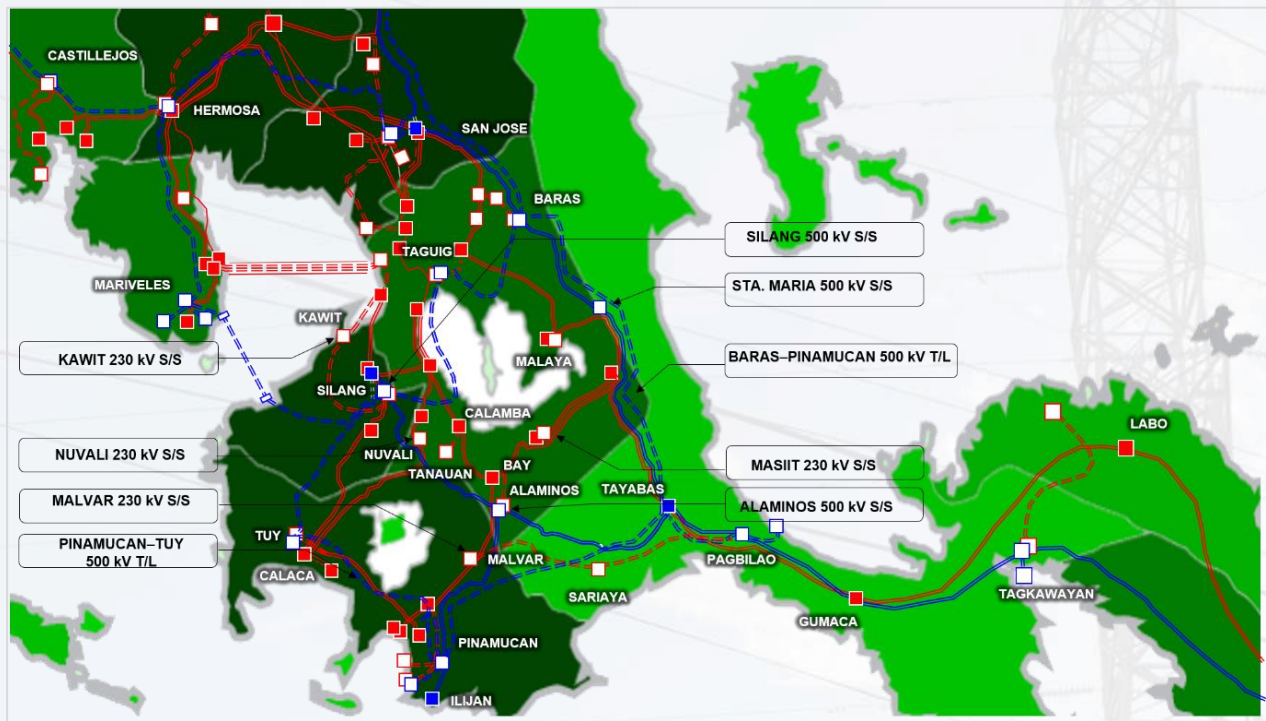 CASTILLEJOS
HERMOSA
SAN JOSE
BARAS
SILANG 500 kV S/S
TAGUIG
MARIVELES
STA. MARIA 500 kV S/S
KAWIT
KAWIT 230 kV S/S
MALAYA
BARAS–PINAMUCAN 500 kV T/L
SILANG
CALAMBA
LABO
NUVALI 230 kV S/S
NUVALI
TANAUAN
MASIIT 230 kV S/S
BAY
MALVAR 230 kV S/S
ALAMINOS
TAYABAS
ALAMINOS 500 kV S/S
TUY
PINAMUCAN–TUY
500 kV T/L
MALVAR
PAGBILAO
CALACA
SARIAYA
TAGKAWAYAN
GUMACA
PINAMUCAN
ILIJAN